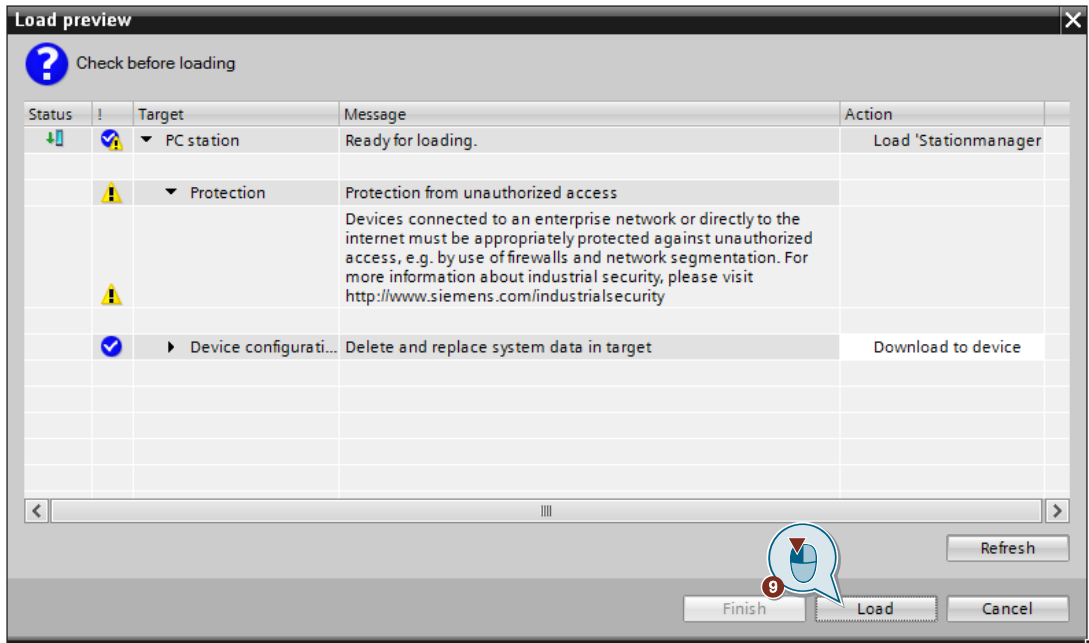 Load preview
Check before loading
Status ! Target Message Action
PC station Ready for loading. Load 'Stationmanager
Protection Protection from unauthorized access
Devices connected to an enterprise network or directly to the
internet must be appropriately protected against unauthorized
access, e.g. by use of firewalls and network segmentation. For
more information about industrial security, please visit
http://www.siemens.com/industrialsecurity
Device configurati... Delete and replace system data in target Download to device
Refresh
9
Finish Load Cancel